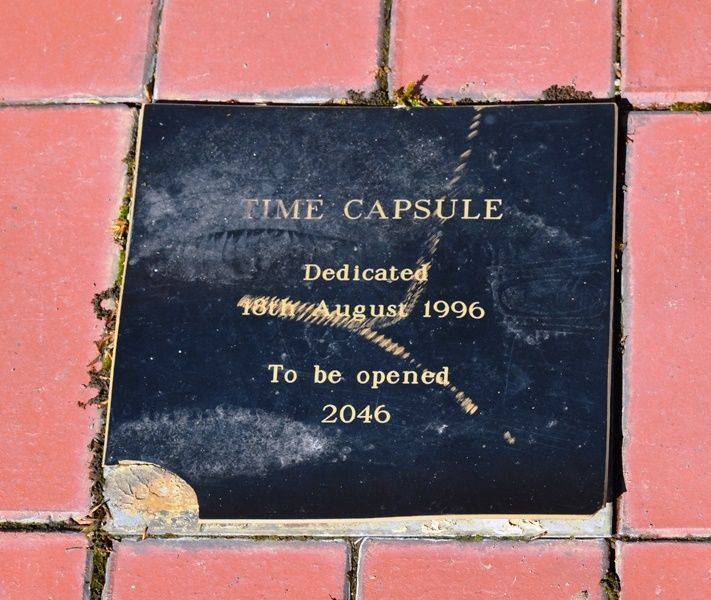 TIME CAPSULE
Dedicated
18th August 1996
To be opened
2046